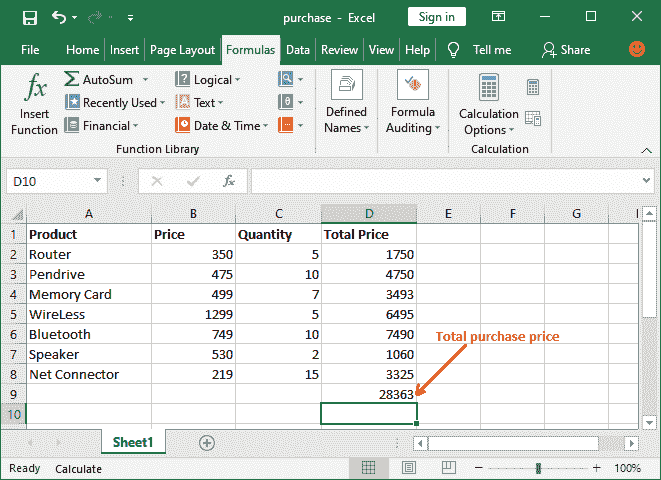 purchase - Excel
Sign in
File Home Insert Page Layout Formulas Data Review View Help Tell me Share
fx
Insert Function
AutoSum
Recently Used
Financial
Logical
Text
Date & Time
Function Library
Defined Names
Formula Auditing
Calculation Options
Calculation
D10
fx
A B C D E F G
1 Product Price Quantity Total Price
2 Router 350 5 1750
3 Pendrive 475 10 4750
4 Memory Card 499 7 3493
5 WireLess 1299 5 6495
6 Bluetooth 749 10 7490
Total purchase price
7 Speaker 530 2 1060
8 Net Connector 219 15 3325
9 28363
10
Sheet1
Ready Calculate
100%